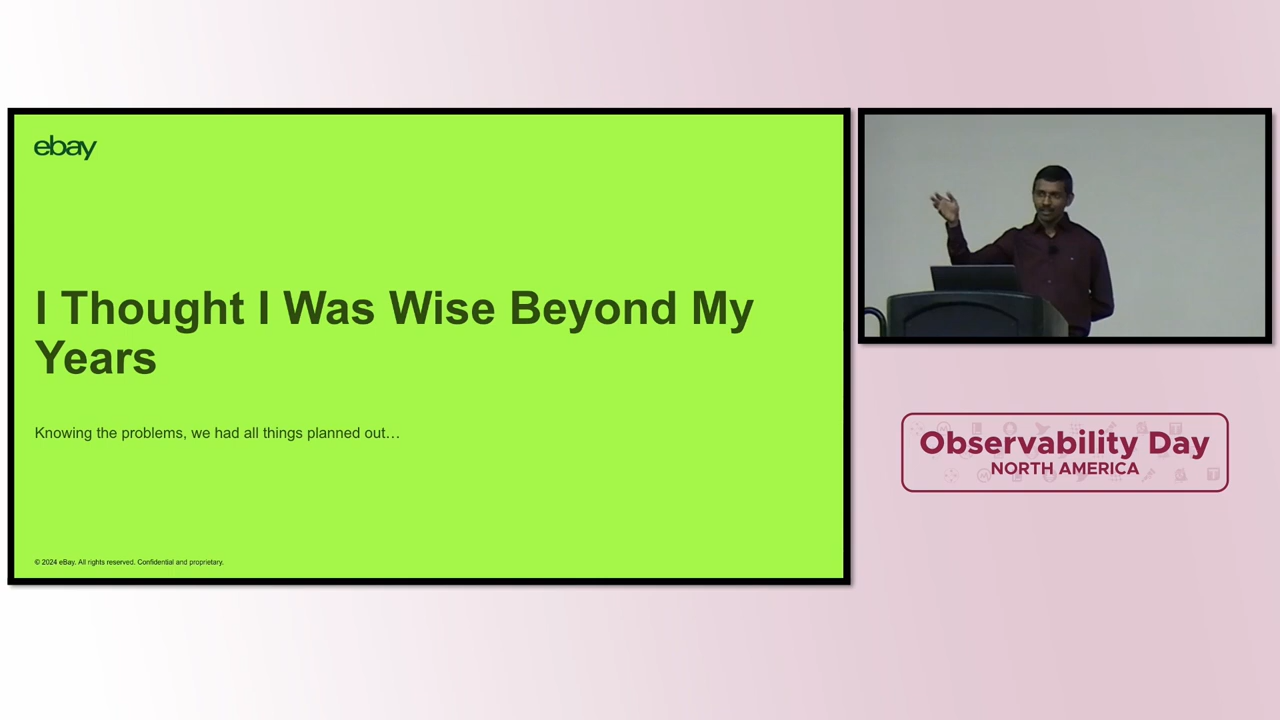 ebay
I Thought I Was Wise Beyond My
Years
Knowing the problems, we had all things planned out…
© 2024 eBay. All rights reserved. Confidential and proprietary.
Observability Day
NORTH AMERICA